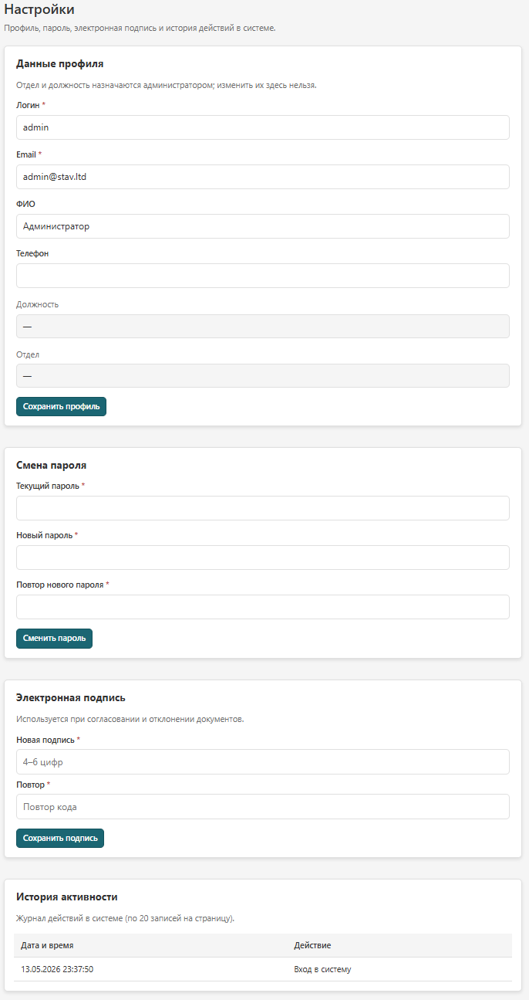 Настройки
Профиль, пароль, электронная подпись и история действий в системе.
Данные профиля
Отдел и должность назначаются администратором; изменить их здесь нельзя.
Логин *
admin
Email *
admin@stav.ltd
ФИО
Администратор
Телефон
Должность
—
Отдел
—
Сохранить профиль
Смена пароля
Текущий пароль *
Новый пароль *
Повтор нового пароля *
Сменить пароль
Электронная подпись
Используется при согласовании и отклонении документов.
Новая подпись *
4–6 цифр
Повтор *
Повтор кода
Сохранить подпись
История активности
Журнал действий в системе (по 20 записей на страницу).
Дата и время Действие
13.05.2026 23:37:50 Вход в систему